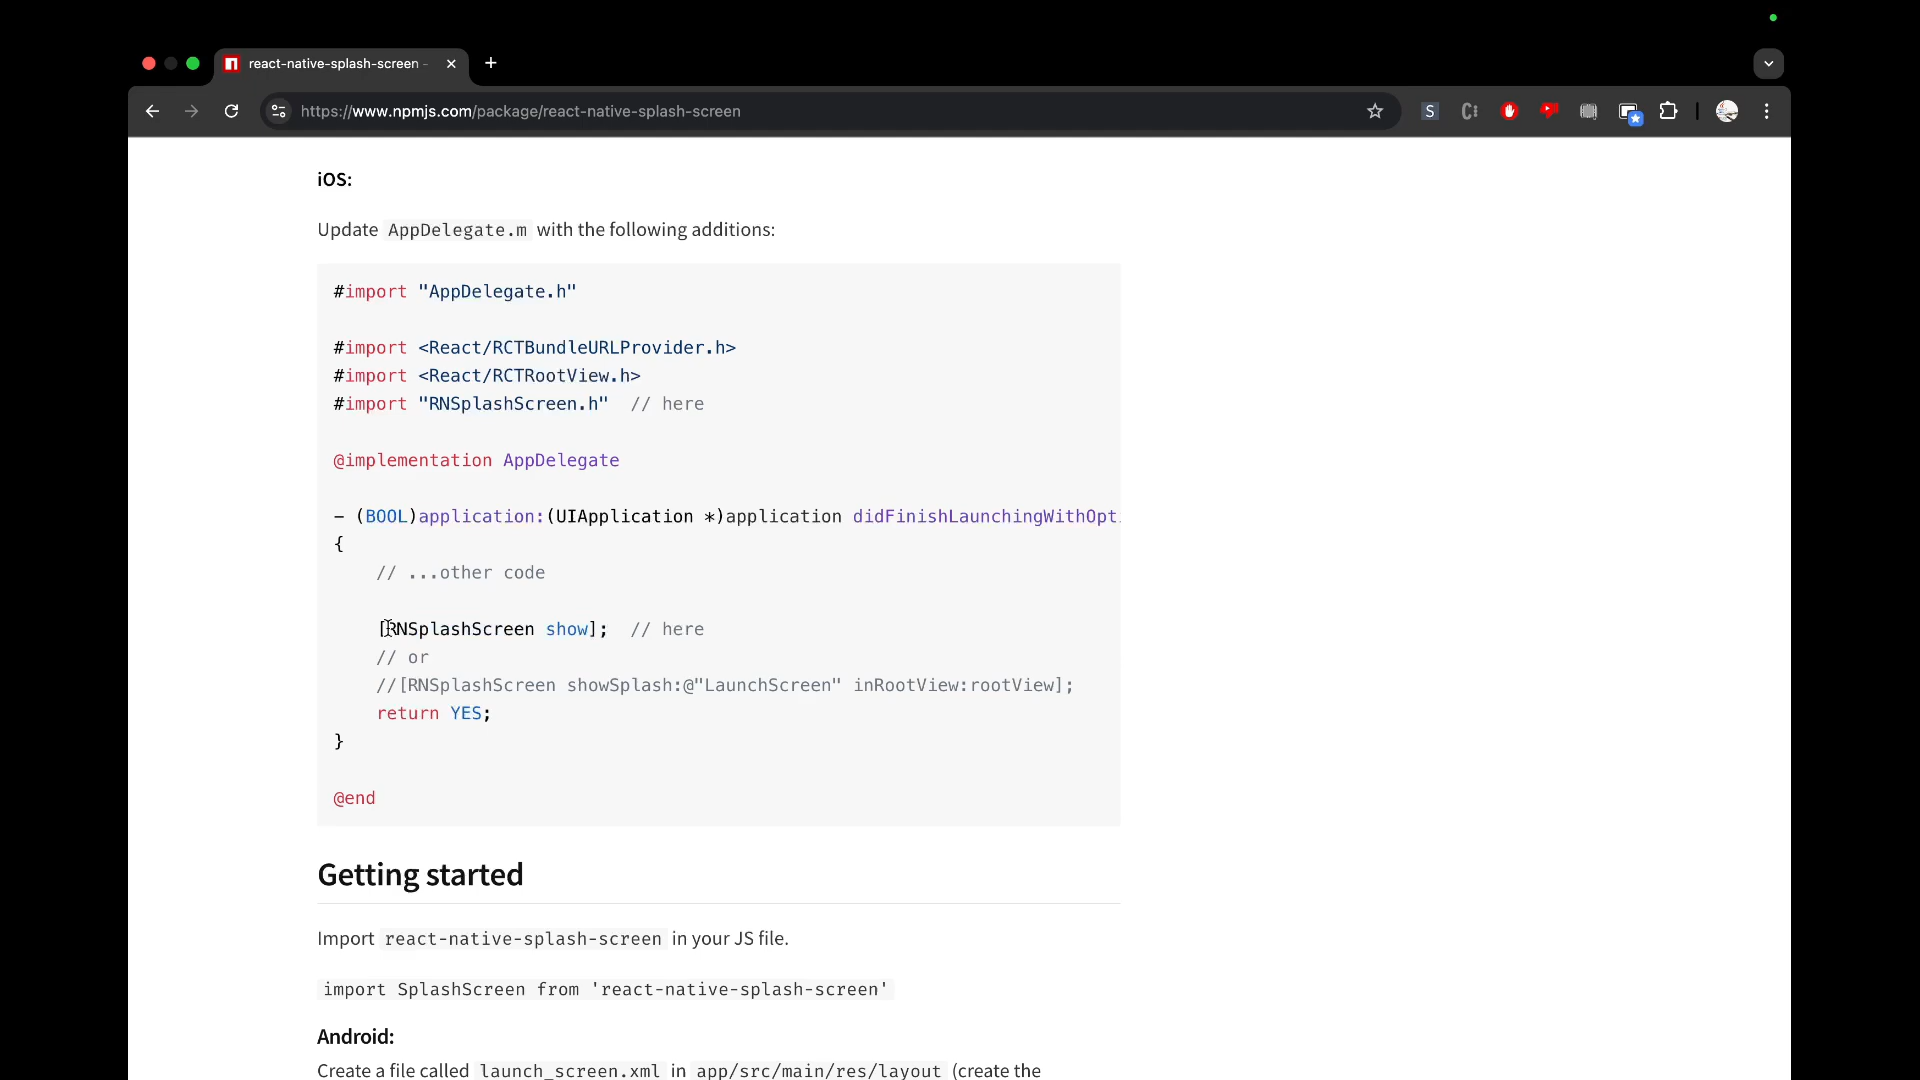 react-native-splash-screen -
https://www.npmjs.com/package/react-native-splash-screen
iOS:
Update AppDelegate.m with the following additions:
#import "AppDelegate.h"
#import <React/RCTBundleURLProvider.h>
#import <React/RCTRootView.h>
#import "RNSplashScreen.h"  // here
@implementation AppDelegate
- (BOOL)application:(UIApplication *)application didFinishLaunchingWithOpti
{
    // ...other code
    [RNSplashScreen show];  // here
    // or
    //[RNSplashScreen showSplash:@"LaunchScreen" inRootView:rootView];
    return YES;
}
@end
Getting started
Import react-native-splash-screen in your JS file.
import SplashScreen from 'react-native-splash-screen'
Android:
Create a file called launch_screen.xml in app/src/main/res/layout (create the